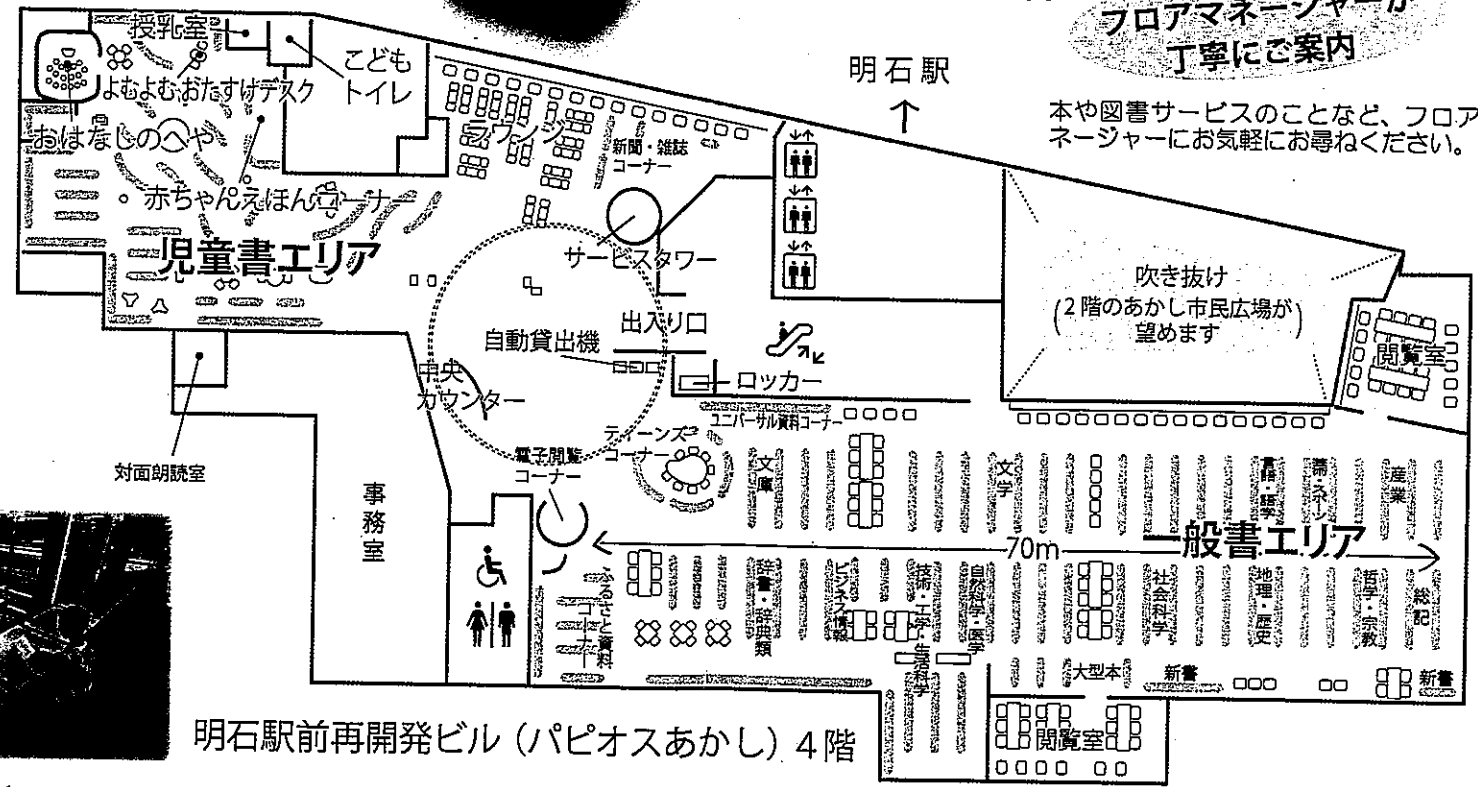 フロアマネージャーが
丁寧にご案内
本や図書サービスのことなど、フロア
ネージャーにお気軽にお尋ねください。
明石駅
↑
授乳室
こども
トイレ
よむよむおたすけデスク
おはなしのへや
赤ちゃんえほんコーナー
児童書エリア
ラウンジ
新聞・雑誌
コーナー
サービスタワー
出入り口
自動貸出機
ロッカー
中央
カウンター
吹き抜け
(2階のあかし市民広場が
望めます)
閲覧室
対面朗読室
事務室
電子閲覧
コーナー
ティーンズ
コーナー
ユニバーサル資料コーナー
文庫
文学
言語・語学
芸術・スポーツ
産業
一般書エリア
70m
ふるさと資料
コーナー
辞書・辞典類
ビジネス情報
技術・工学・生活科学
自然科学・医学
社会科学
地理・歴史
哲学・宗教
総記
大型本
新書
新書
閲覧室
明石駅前再開発ビル(パピオスあかし)4階